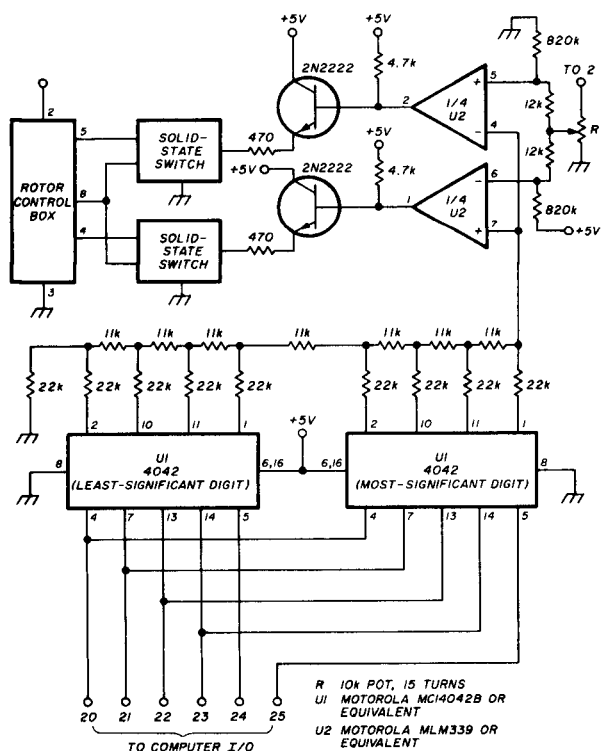 +5V
+5V
2N2222
4.7k
820k
TO 2
12k
R
12k
5
4
+
-
1/4
U2
2
2
5
8
4
3
ROTOR
CONTROL
BOX
SOLID-
STATE
SWITCH
470
+5V
+5V
2N2222
4.7k
1
1/4
U2
-
+
6
7
820k
+5V
SOLID-
STATE
SWITCH
470
11k
11k
11k
11k
11k
11k
11k
22k
22k
22k
22k
22k
22k
22k
22k
22k
2
10
11
1
+5V
2
10
11
1
8
U1
4042
(LEAST-SIGNIFICANT DIGIT)
6,16
6,16
U1
4042
(MOST-SIGNIFICANT DIGIT)
8
4
7
13
14
5
4
7
13
14
5
20
21
22
23
24
25
TO COMPUTER I/O
R 10k POT, 15 TURNS
U1 MOTOROLA MC14042B OR
EQUIVALENT
U2 MOTOROLA MLM339 OR
EQUIVALENT